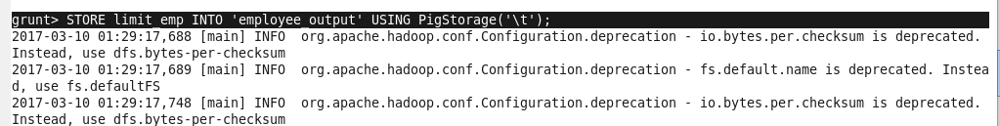 grunt> STORE limit_emp INTO 'employee_output' USING PigStorage('\t');
2017-03-10 01:29:17,688 [main] INFO  org.apache.hadoop.conf.Configuration.deprecation - io.bytes.per.checksum is deprecated.
Instead, use dfs.bytes-per-checksum
2017-03-10 01:29:17,689 [main] INFO  org.apache.hadoop.conf.Configuration.deprecation - fs.default.name is deprecated. Instea
d, use fs.defaultFS
2017-03-10 01:29:17,748 [main] INFO  org.apache.hadoop.conf.Configuration.deprecation - io.bytes.per.checksum is deprecated.
Instead, use dfs.bytes-per-checksum